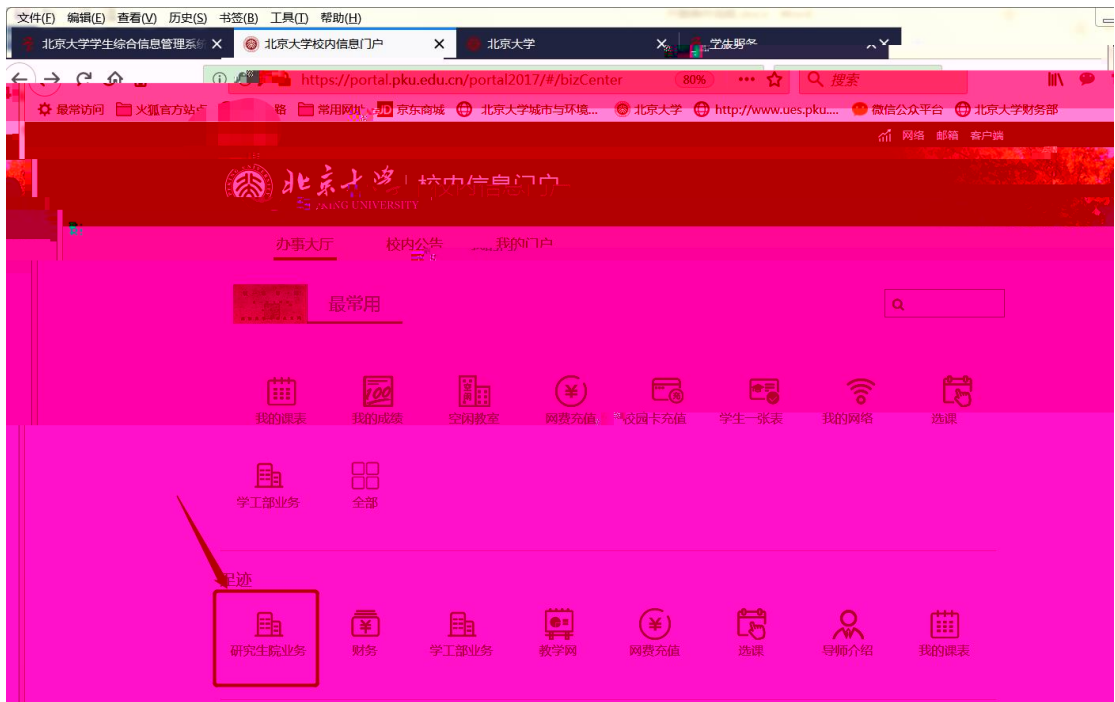 文件(F) 编辑(E) 查看(V) 历史(S) 书签(B) 工具(T) 帮助(H)
北京大学学生综合信息管理系统 北京大学校内信息门户 北京大学 学生服务
https://portal.pku.edu.cn/portal2017/#/bizCenter 80% 搜索
最常访问 火狐官方站点 常用网址 JD 京东商城 北京大学城市与环境... 北京大学 http://www.ues.pku.... 微信公众平台 北京大学财务部
网络 邮箱 客户端
北京大学 校内信息门户
PEKING UNIVERSITY
办事大厅 校内公告 我的门户
最常用
我的课表 我的成绩 空闲教室 网费充值 校园卡充值 学生一张表 我的网络 选课
学工部业务 全部
足迹
研究生院业务 财务 学工部业务 教学网 网费充值 选课 导师介绍 我的课表